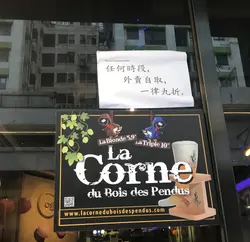 任何時段，
外賣自取，
一律九折。
La Blonde 5,9°
La Triple 10°
La
Corne
du Bois des Pendus
www.lacorneduboisdespendus.com